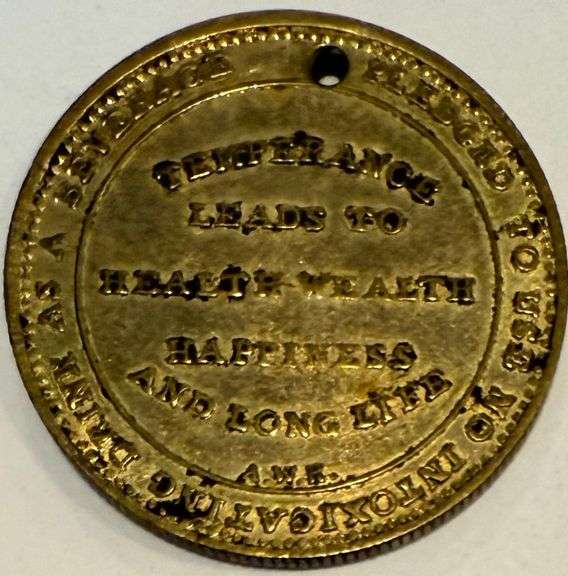 PLEDGED TO USE NO INTOXICATING DRINK AS A BEVERAGE
TEMPERANCE
LEADS TO
HEALTH WEALTH
HAPPINESS
AND LONG LIFE
A.W.K.